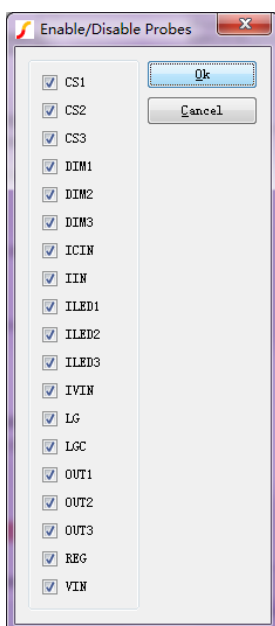 Enable/Disable Probes
Ok
Cancel
CS1
CS2
CS3
DIM1
DIM2
DIM3
ICIN
IIN
ILED1
ILED2
ILED3
IVIN
LG
LGC
OUT1
OUT2
OUT3
REG
VIN